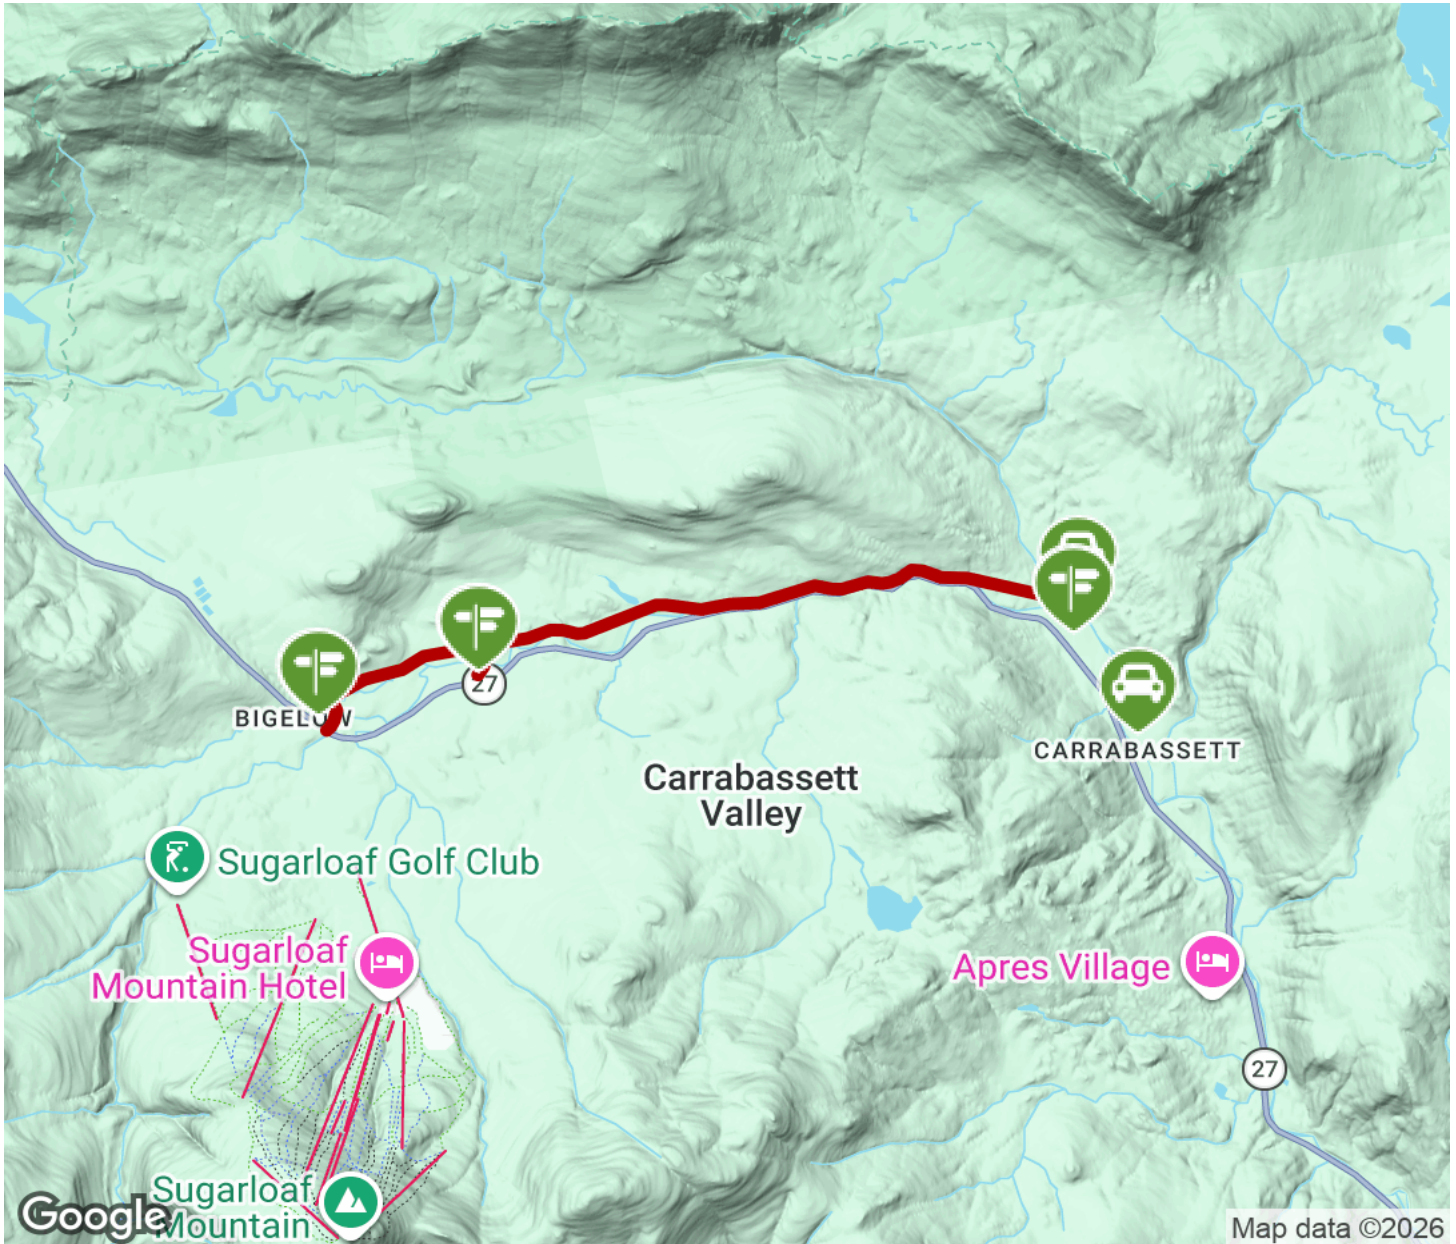 27
BIGELOW
CARRABASSETT
Carrabassett
Valley
Sugarloaf Golf Club
Sugarloaf
Mountain Hotel
Apres Village
27
Sugarloaf
Mountain
Google
Map data ©2026